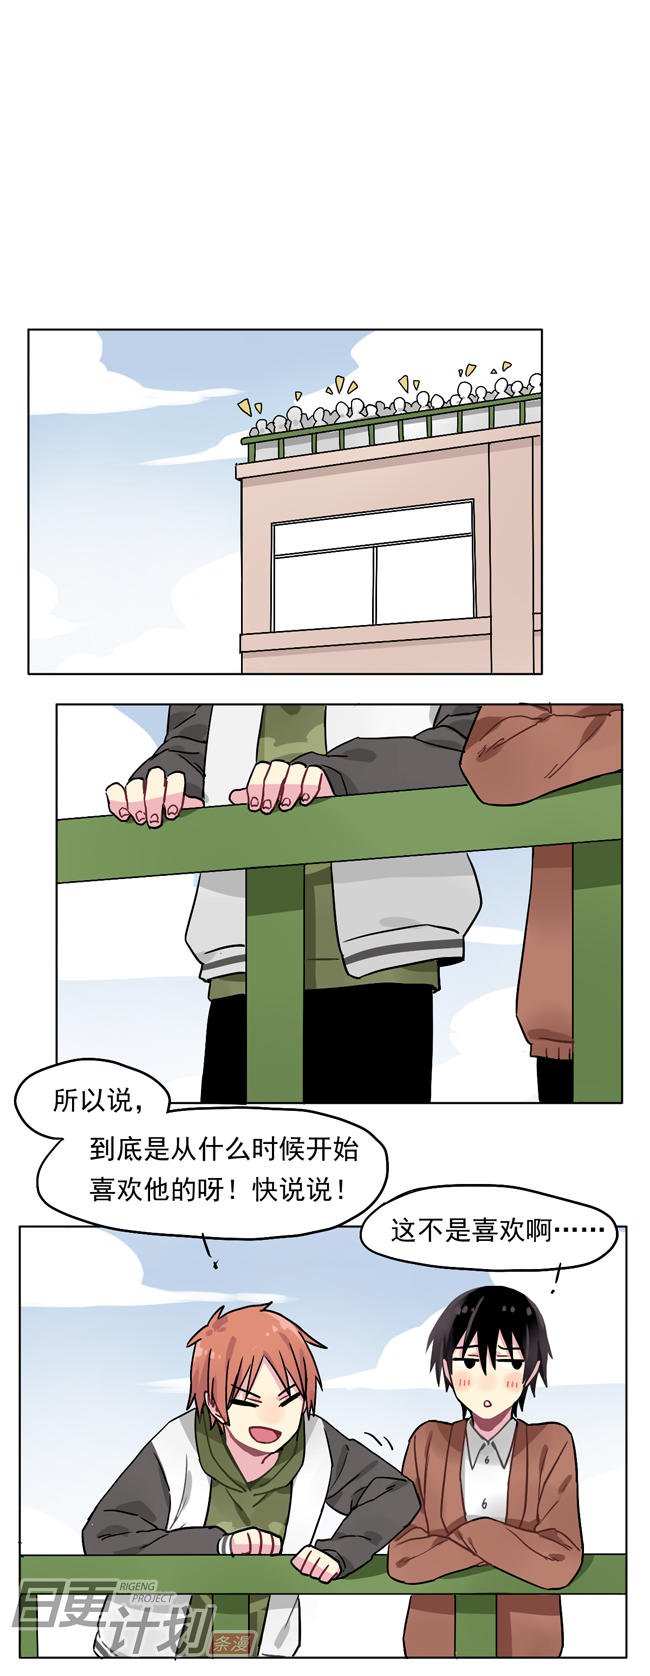 所以说，
到底是从什么时候开始
喜欢他的呀！快说说！
这不是喜欢啊……
日更
RIGENG
PROJECT
计划
条漫